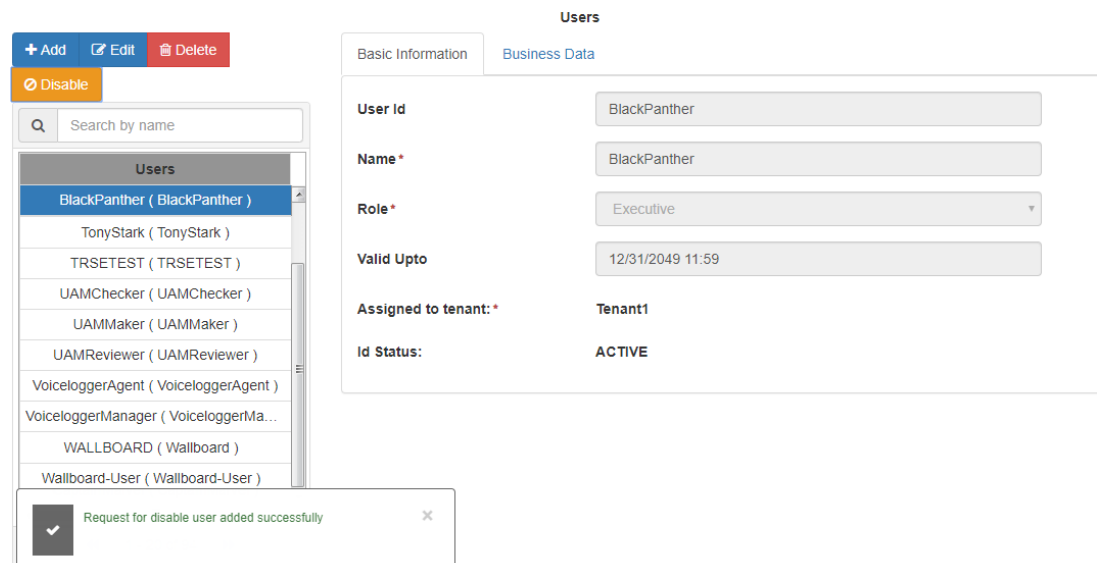 Users
Add Edit Delete
Disable
Search by name
Users
BlackPanther ( BlackPanther )
TonyStark ( TonyStark )
TRSETEST ( TRSETEST )
UAMChecker ( UAMChecker )
UAMMaker ( UAMMaker )
UAMReviewer ( UAMReviewer )
VoiceloggerAgent ( VoiceloggerAgent )
VoiceloggerManager ( VoiceloggerMa...
WALLBOARD ( Wallboard )
Wallboard-User ( Wallboard-User )
Request for disable user added successfully
Basic Information Business Data
User Id BlackPanther
Name * BlackPanther
Role * Executive
Valid Upto 12/31/2049 11:59
Assigned to tenant: * Tenant1
Id Status: ACTIVE